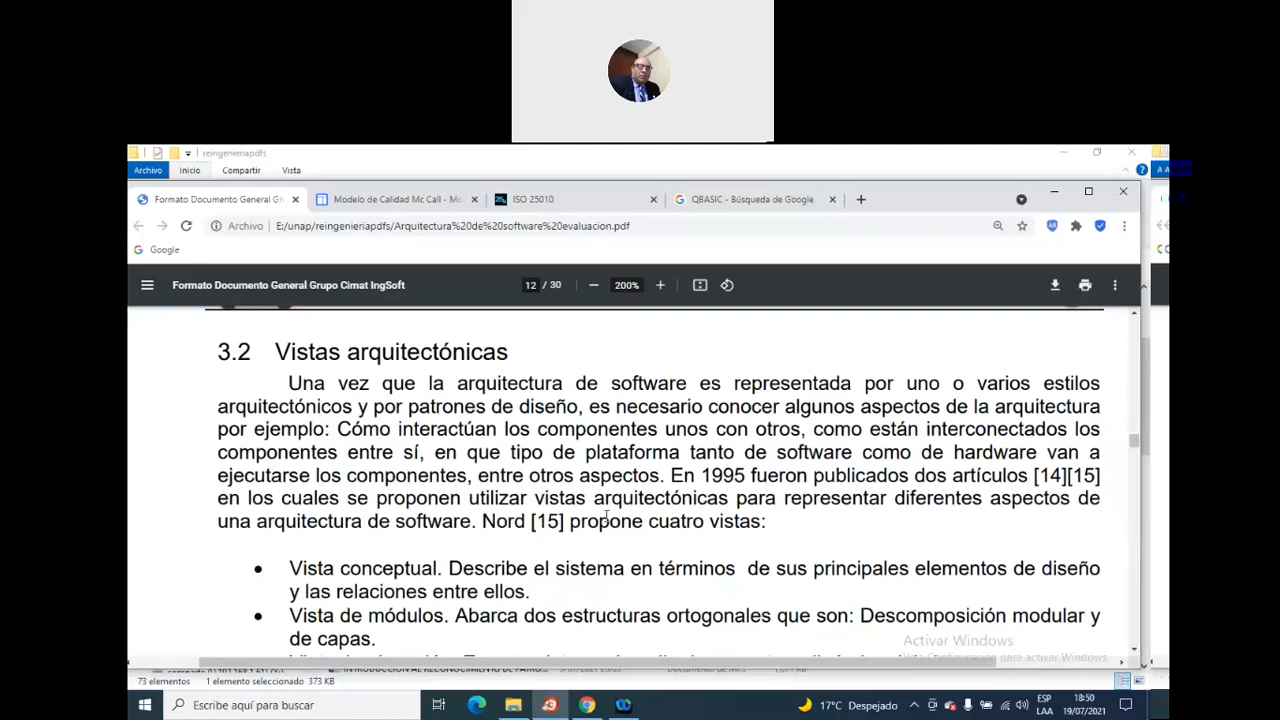 reingenieriapdfs
Archivo Inicio Compartir Vista
Formato Documento General Gr
Modelo de Calidad Mc Call - Mo
ISO 25010
QBASIC - Búsqueda de Google
Archivo E:/unap/reingenieriapdfs/Arquitectura%20de%20software%20evaluacion.pdf
Google
Formato Documento General Grupo Cimat IngSoft 12 / 30 200%
3.2 Vistas arquitectónicas
Una vez que la arquitectura de software es representada por uno o varios estilos
arquitectónicos y por patrones de diseño, es necesario conocer algunos aspectos de la arquitectura
por ejemplo: Cómo interactúan los componentes unos con otros, como están interconectados los
componentes entre sí, en que tipo de plataforma tanto de software como de hardware van a
ejecutarse los componentes, entre otros aspectos. En 1995 fueron publicados dos artículos [14][15]
en los cuales se proponen utilizar vistas arquitectónicas para representar diferentes aspectos de
una arquitectura de software. Nord [15] propone cuatro vistas:
• Vista conceptual. Describe el sistema en términos de sus principales elementos de diseño
y las relaciones entre ellos.
• Vista de módulos. Abarca dos estructuras ortogonales que son: Descomposición modular y
de capas.
Activar Windows
Configuración para activar Windows.
73 elementos 1 elemento seleccionado 373 KB
Escribe aquí para buscar
17°C Despejado
ESP
LAA
18:50
19/07/2021